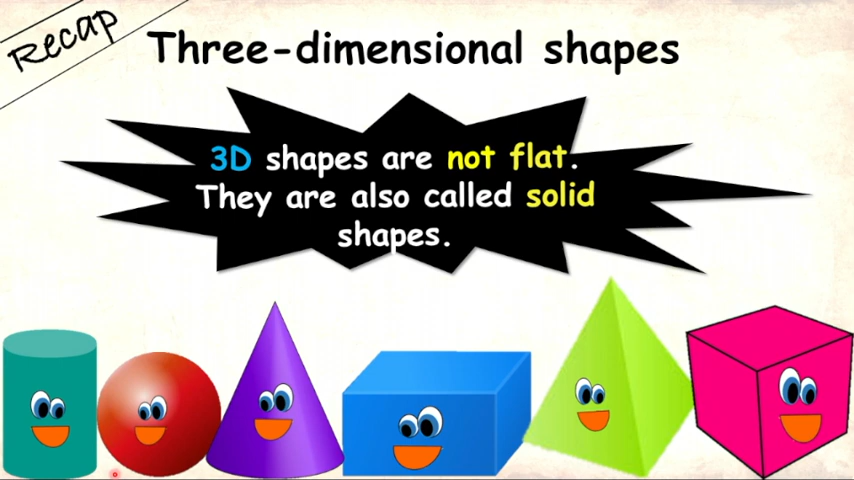 Recap
Three-dimensional shapes
3D shapes are not flat.
They are also called solid
shapes.